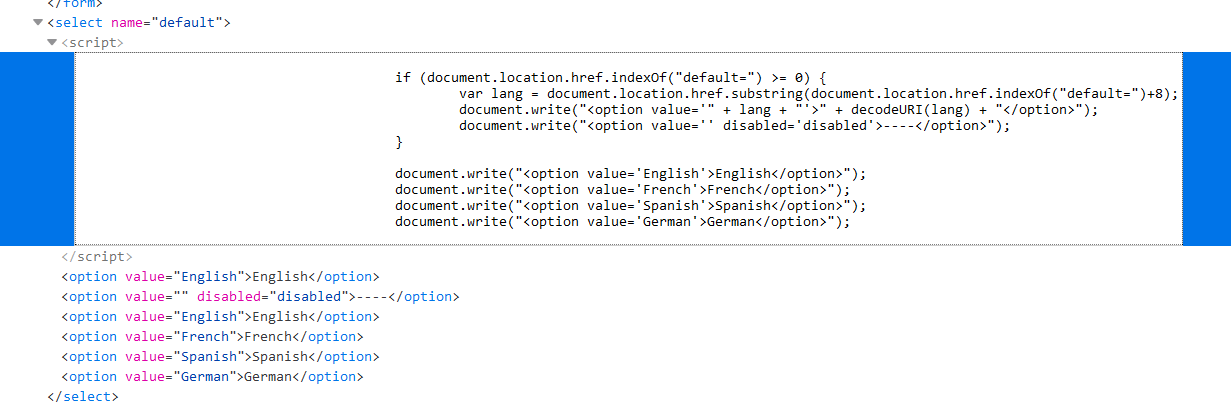 </form>
<select name="default">
<script>
if (document.location.href.indexOf("default=") >= 0) {
var lang = document.location.href.substring(document.location.href.indexOf("default=")+8);
document.write("<option value='" + lang + "'>" + decodeURI(lang) + "</option>");
document.write("<option value='' disabled='disabled'>----</option>");
}
document.write("<option value='English'>English</option>");
document.write("<option value='French'>French</option>");
document.write("<option value='Spanish'>Spanish</option>");
document.write("<option value='German'>German</option>");
</script>
<option value="English">English</option>
<option value="" disabled="disabled">----</option>
<option value="English">English</option>
<option value="French">French</option>
<option value="Spanish">Spanish</option>
<option value="German">German</option>
</select>